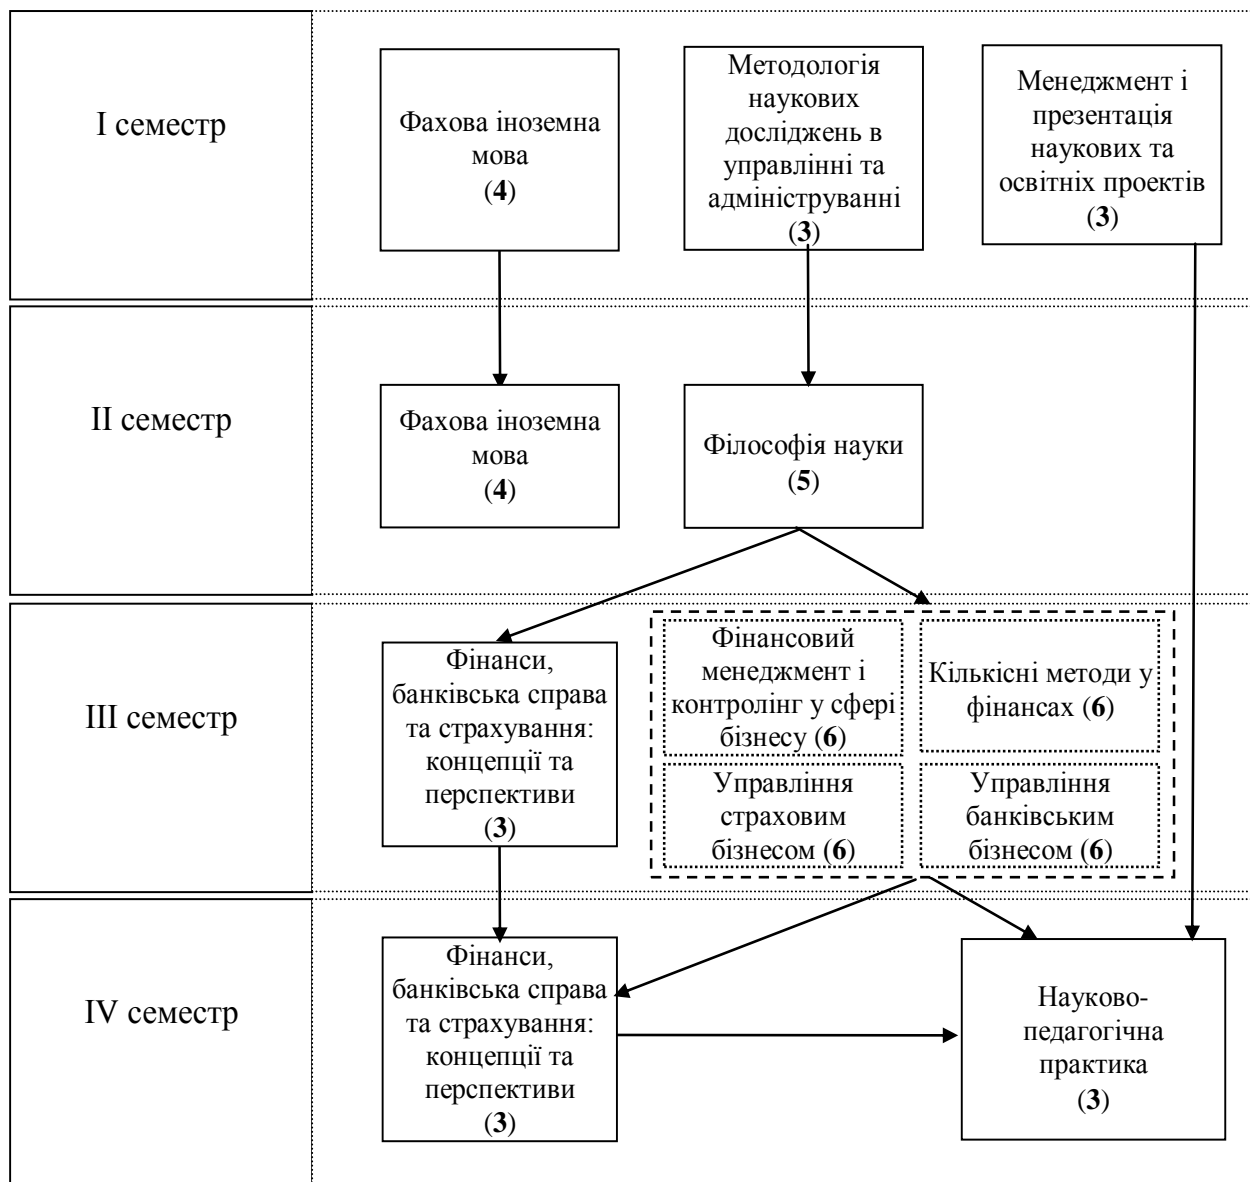 I семестр
Фахова іноземна
мова
(4)
Методологія
наукових
досліджень в
управлінні та
адмініструванні
(3)
Менеджмент і
презентація
наукових та
освітніх проектів
(3)
II семестр
Фахова іноземна
мова
(4)
Філософія науки
(5)
III семестр
Фінанси,
банківська справа
та страхування:
концепції та
перспективи
(3)
Фінансовий
менеджмент і
контролінг у сфері
бізнесу (6)
Кількісні методи у
фінансах (6)
Управління
страховим
бізнесом (6)
Управління
банківським
бізнесом (6)
IV семестр
Фінанси,
банківська справа
та страхування:
концепції та
перспективи
(3)
Науково-
педагогічна
практика
(3)